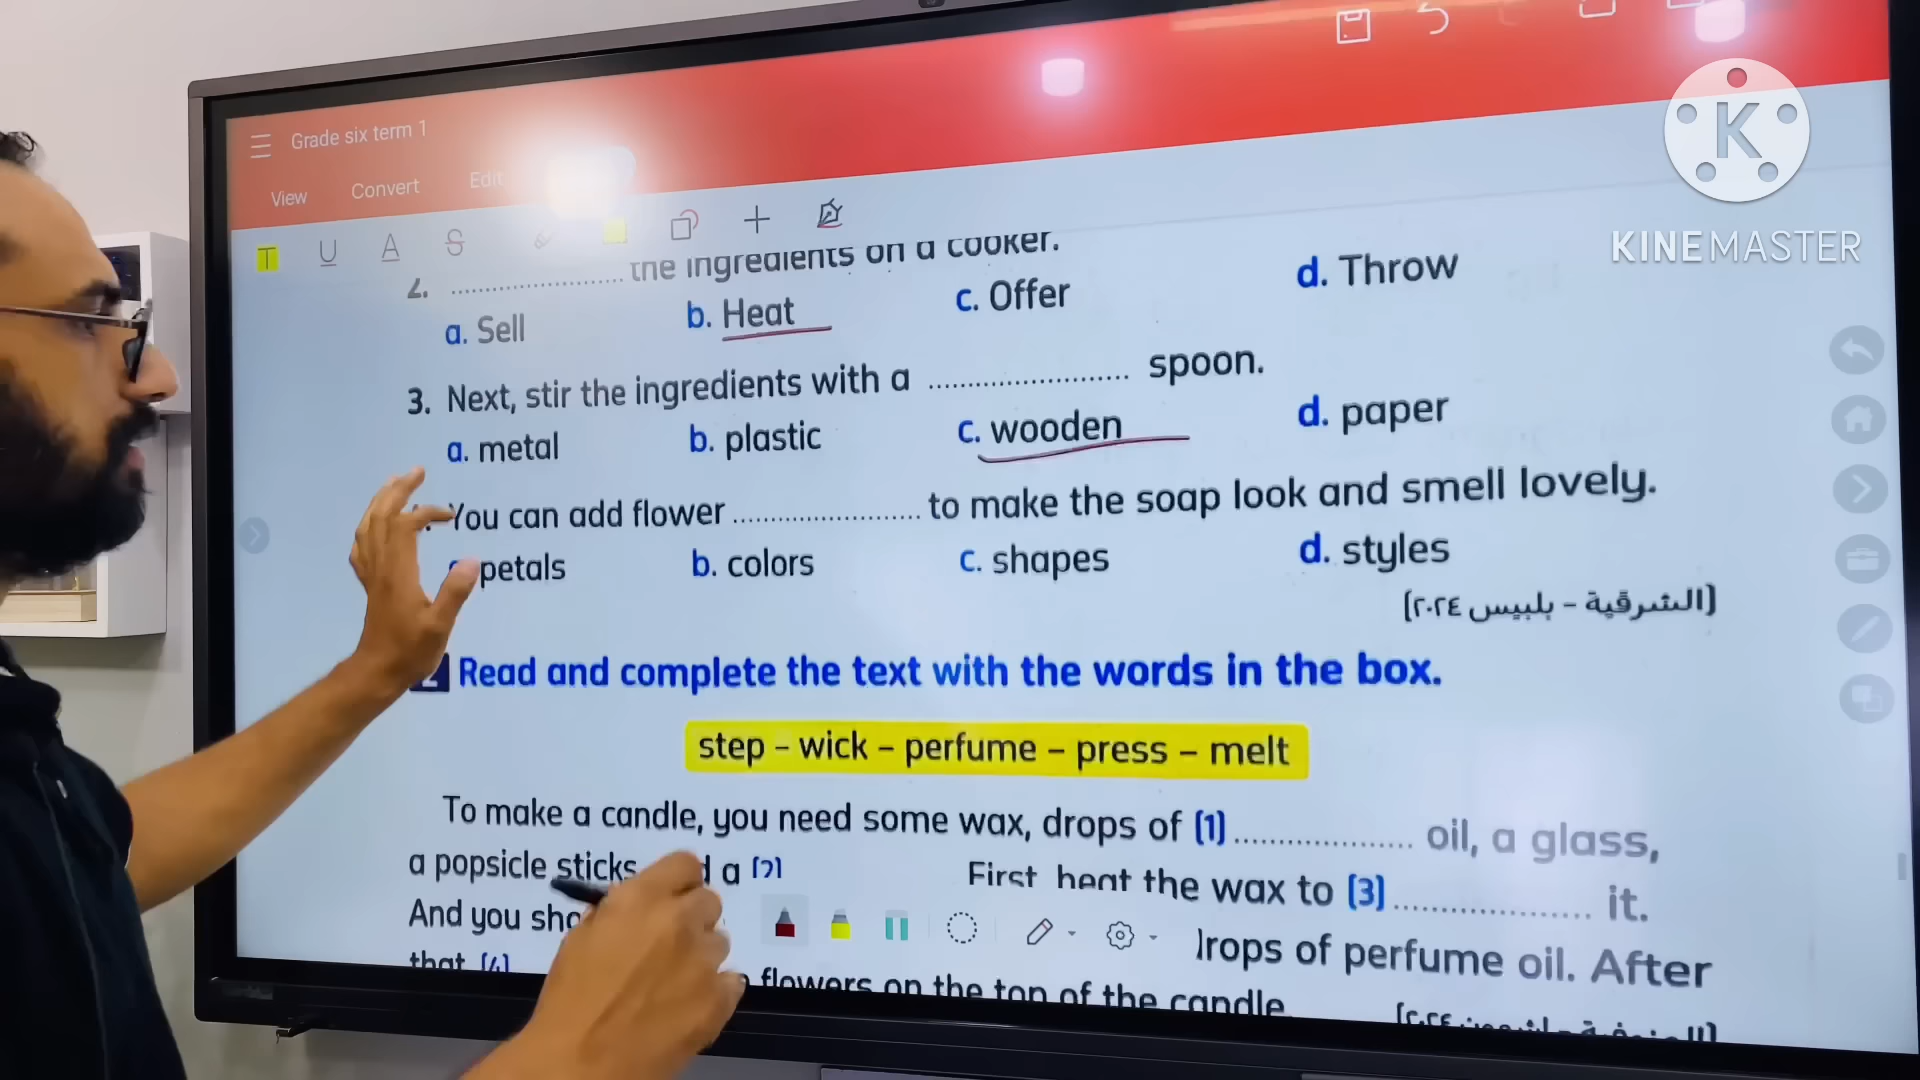 Grade six term 1
View Convert Edit
KINEMASTER
2. ........................ the ingredients on a cooker.
a. Sell b. Heat c. Offer d. Throw
3. Next, stir the ingredients with a ........................ spoon.
a. metal b. plastic c. wooden d. paper
You can add flower ........................ to make the soap look and smell lovely.
petals b. colors c. shapes d. styles
(الشرقية - بلبيس ٢٠٢٤)
2 Read and complete the text with the words in the box.
step – wick – perfume – press – melt
To make a candle, you need some wax, drops of (1) .................. oil, a glass,
a popsicle sticks a (2) First heat the wax to (3) .................. it.
And you drops of perfume oil. After
that (4) flowers on the top of the candle.